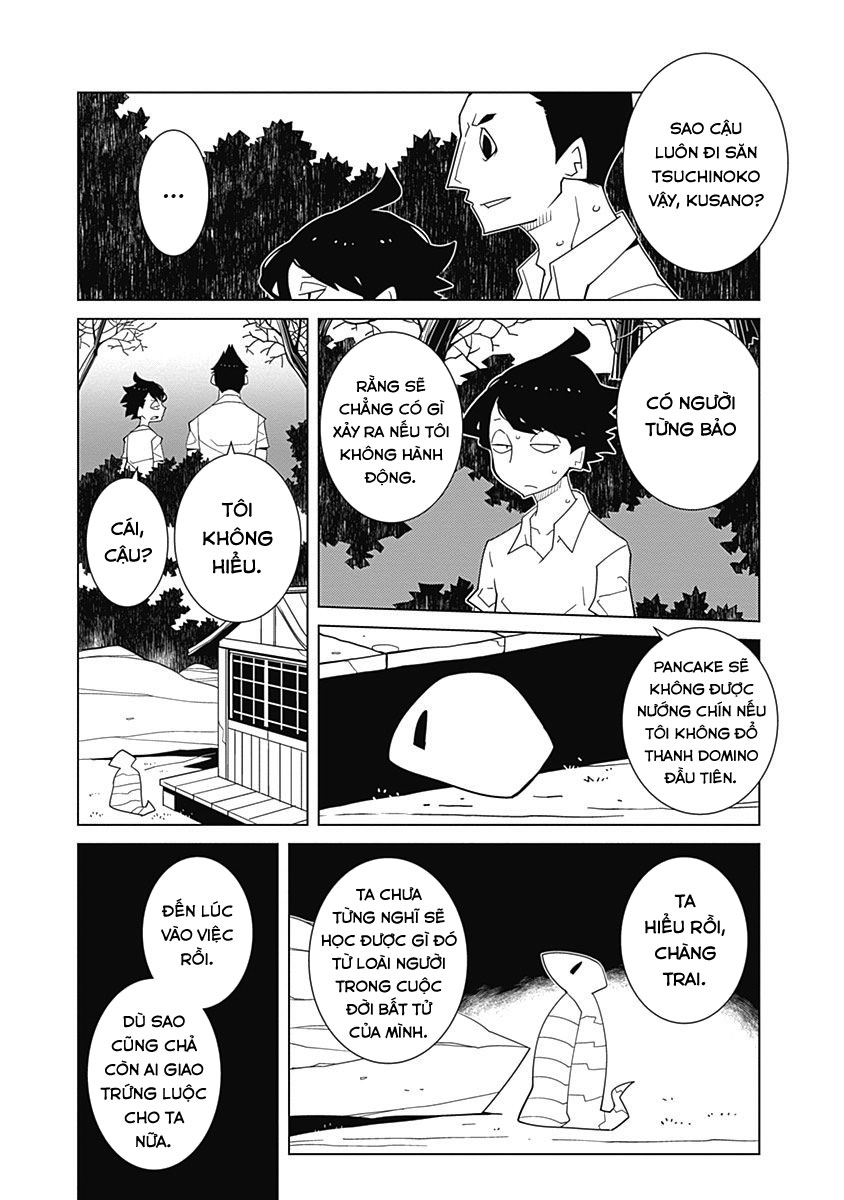 SAO CẬU
LUÔN ĐI SĂN
TSUCHINOKO
VẬY, KUSANO?
...
CÓ NGƯỜI
TỪNG BẢO
RẰNG SẼ
CHẲNG CÓ GÌ
XẢY RA NẾU TÔI
KHÔNG HÀNH
ĐỘNG.
TÔI
KHÔNG
HIỂU.
CÁI,
CẬU?
PANCAKE SẼ
KHÔNG ĐƯỢC
NƯỚNG CHÍN NẾU
TÔI KHÔNG ĐỔ
THANH DOMINO
ĐẦU TIÊN.
TA
HIỂU RỒI,
CHÀNG
TRAI.
TA CHƯA
TỪNG NGHĨ SẼ
HỌC ĐƯỢC GÌ ĐÓ
TỪ LOÀI NGƯỜI
TRONG CUỘC
ĐỜI BẤT TỬ
CỦA MÌNH.
ĐẾN LÚC
VÀO VIỆC
RỒI.
DÙ SAO
CŨNG CHẢ
CÒN AI GIAO
TRỨNG LUỘC
CHO TA
NỮA.